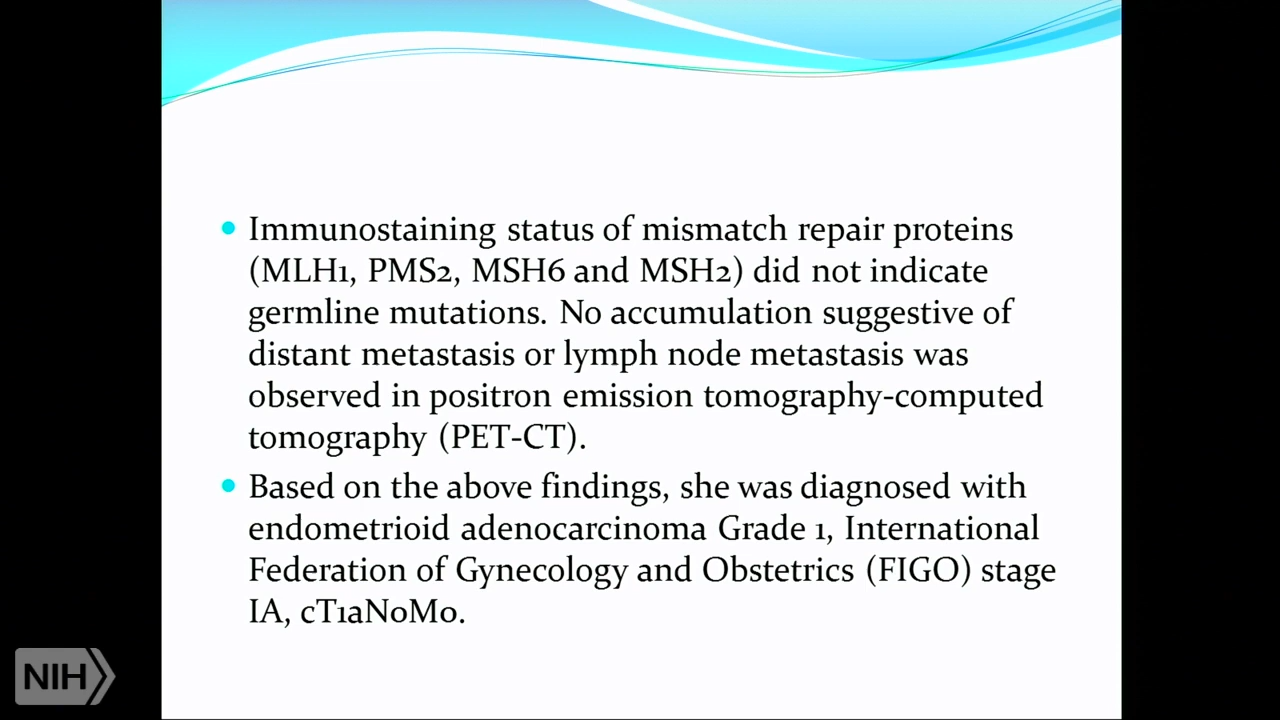 Immunostaining status of mismatch repair proteins
(MLH1, PMS2, MSH6 and MSH2) did not indicate
germline mutations. No accumulation suggestive of
distant metastasis or lymph node metastasis was
observed in positron emission tomography-computed
tomography (PET-CT).
Based on the above findings, she was diagnosed with
endometrioid adenocarcinoma Grade 1, International
Federation of Gynecology and Obstetrics (FIGO) stage
IA, cT1aN0M0.
NIH